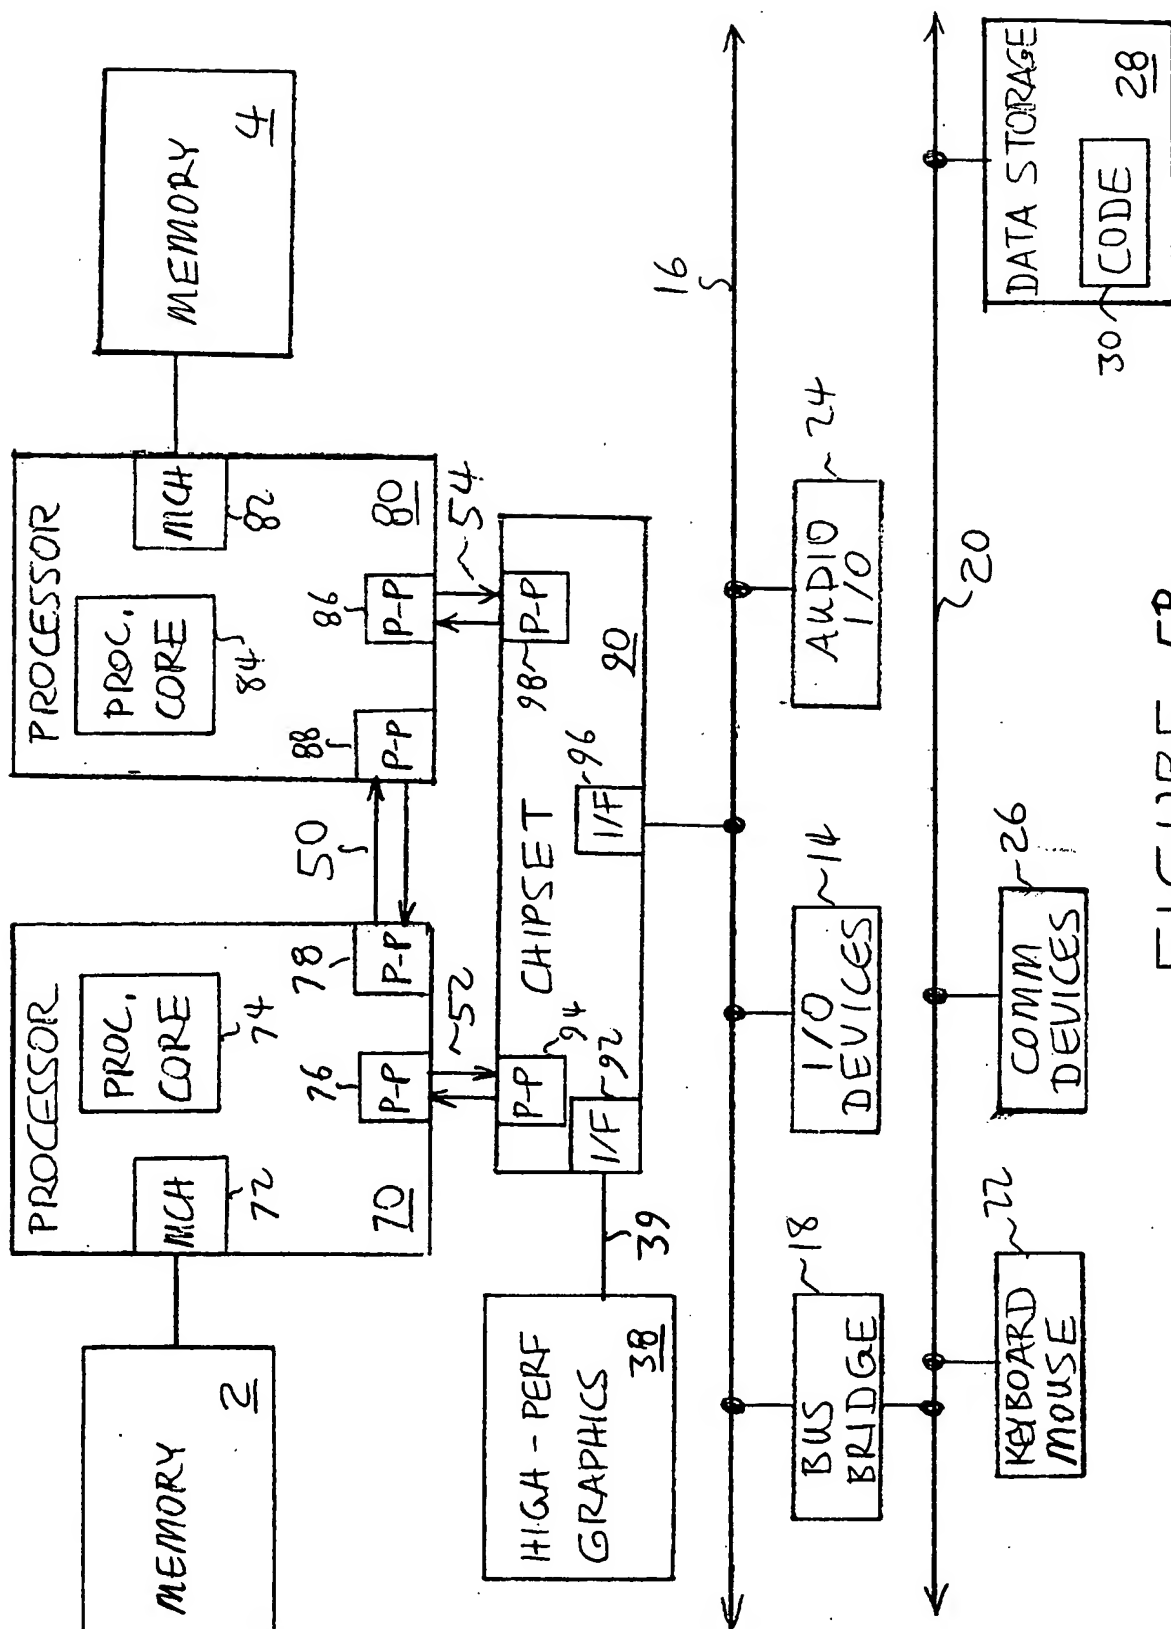 PROCESSOR
PROC.
CORE
74
MCH
72
76
P-P
78
P-P
70
PROCESSOR
PROC.
CORE
84
MCH
82
88
P-P
86
P-P
80
MEMORY
2
MEMORY
4
50
52
54
CHIPSET
P-P
94
98
P-P
I/F
92
I/F
96
90
HIGH-PERF
GRAPHICS
38
39
16
BUS
BRIDGE
18
I/O
DEVICES
14
AUDIO
I/O
24
20
KEYBOARD
MOUSE
22
COMM
DEVICES
26
DATA STORAGE
CODE
30
28